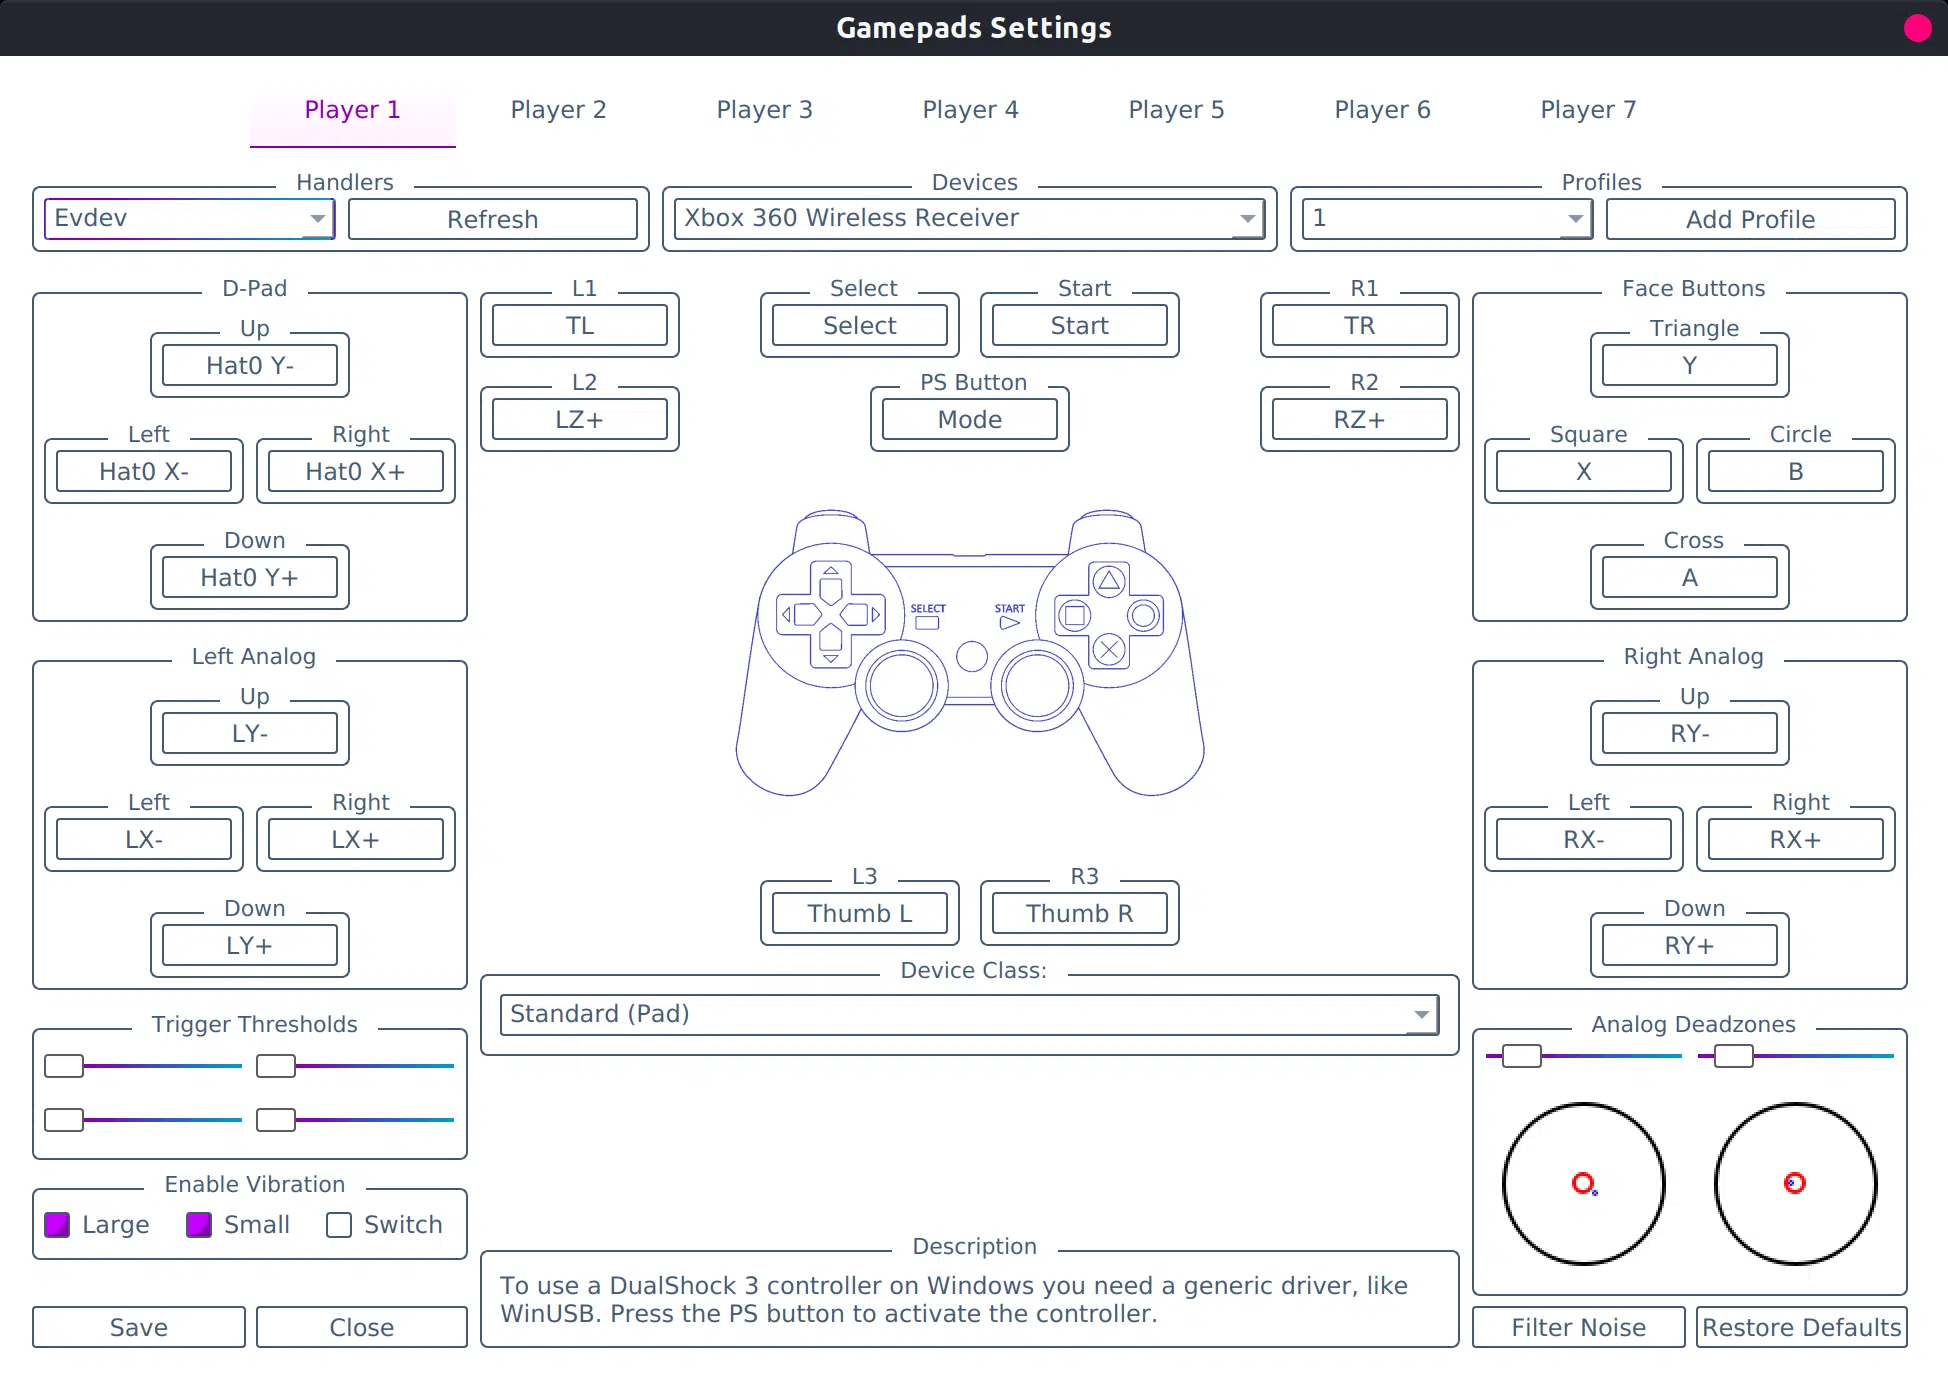 Gamepads Settings
Player 1 Player 2 Player 3 Player 4 Player 5 Player 6 Player 7
Handlers Devices Profiles
Evdev Refresh Xbox 360 Wireless Receiver 1 Add Profile
D-Pad L1 Select Start R1 Face Buttons
Up TL Select Start TR Triangle
Hat0 Y- Y
L2 PS Button R2
LZ+ Mode RZ+
Left Right Square Circle
Hat0 X- Hat0 X+ X B
Down Cross
Hat0 Y+ A
SELECT START
Left Analog Right Analog
Up Up
LY- RY-
Left Right Left Right
LX- LX+ RX- RX+
L3 R3
Thumb L Thumb R
Down Down
LY+ RY+
Device Class:
Standard (Pad)
Trigger Thresholds Analog Deadzones
Enable Vibration
Large Small Switch
Description
To use a DualShock 3 controller on Windows you need a generic driver, like
WinUSB. Press the PS button to activate the controller.
Save Close Filter Noise Restore Defaults